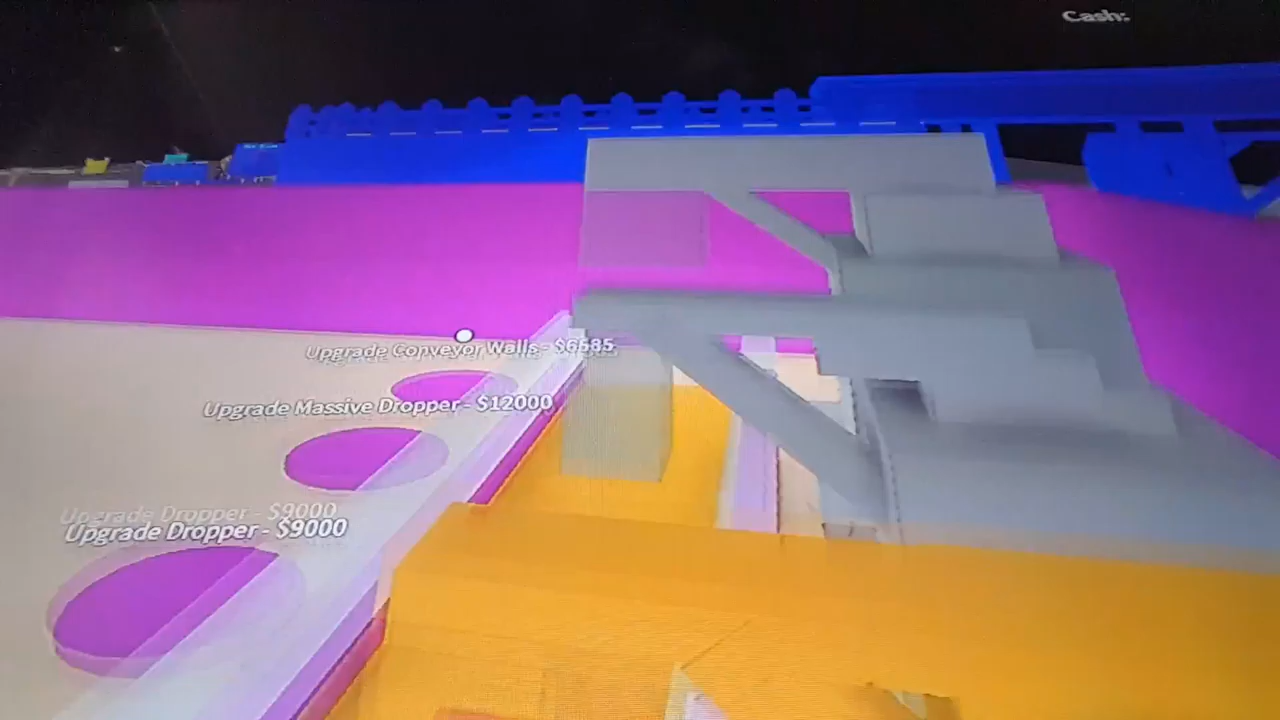 Cash:
Upgrade Conveyor Walls - $6585
Upgrade Massive Dropper - $12000
Upgrade Dropper - $9000
Upgrade Dropper - $9000